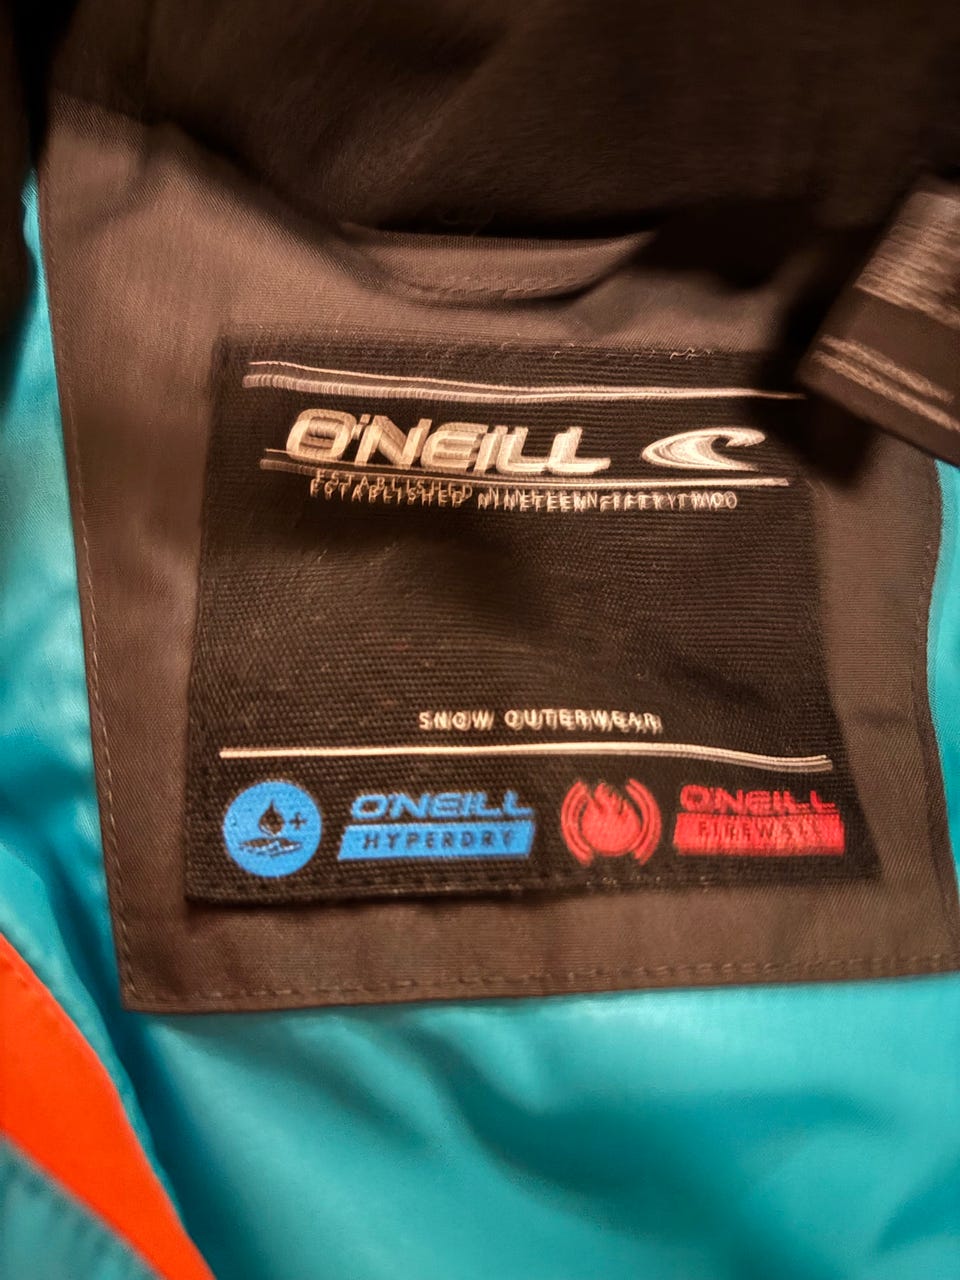 O'NEILL
ESTABLISHED NINETEEN FIFTY TWO
SNOW OUTERWEAR
O'NEILL
HYPERDRY
O'NEILL
FIREWALL